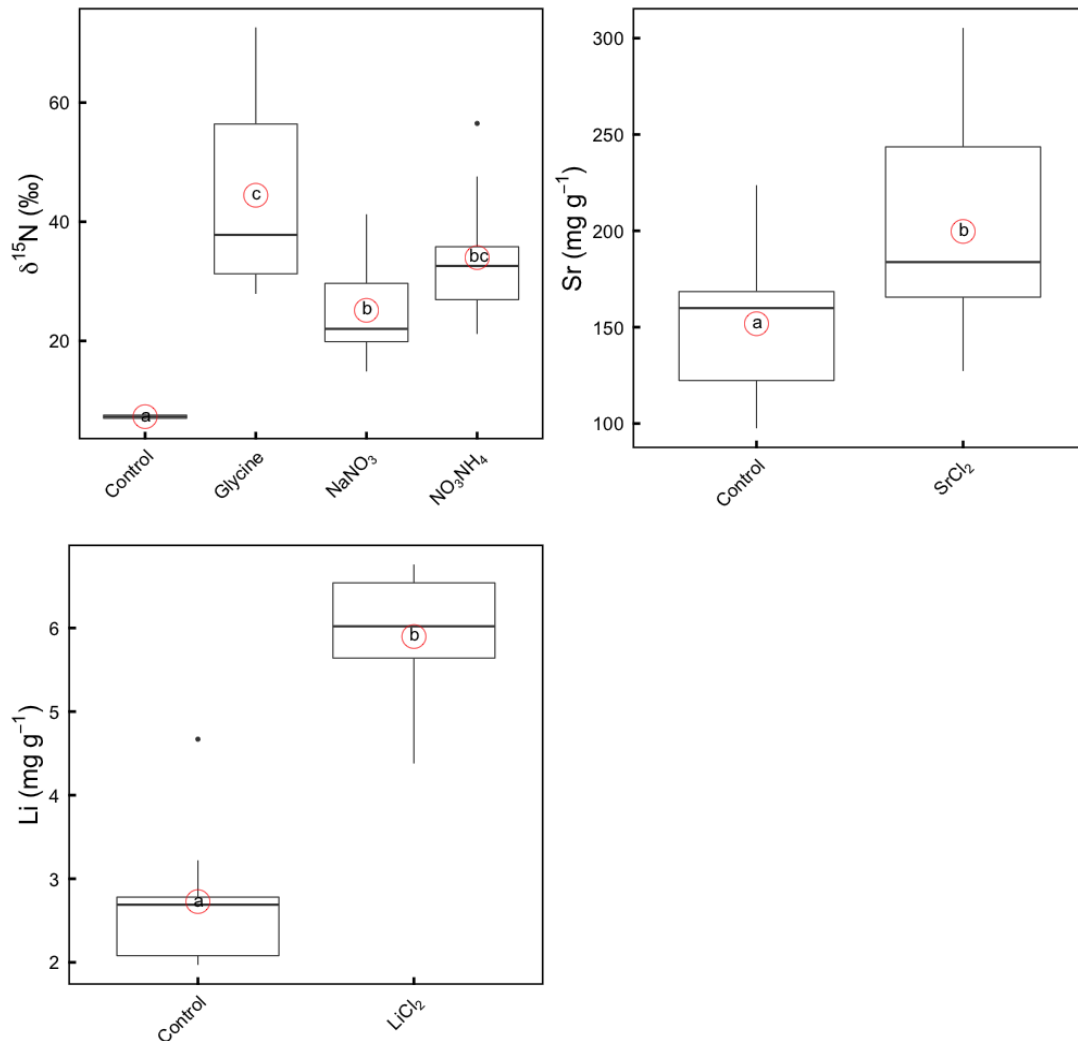 δ¹⁵N (‰)
60
40
20
a
c
b
bc
Control
Glycine
NaNO₃
NO₃NH₄
Sr (mg g⁻¹)
300
250
200
150
100
a
b
Control
SrCl₂
Li (mg g⁻¹)
6
5
4
3
2
a
b
Control
LiCl₂